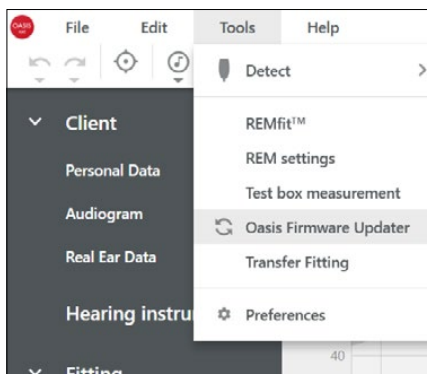 OASIS
File Edit Tools Help
Detect
Client
REMfit™
REM settings
Personal Data
Test box measurement
Audiogram
Oasis Firmware Updater
Real Ear Data
Transfer Fitting
Hearing instru
Preferences
40
Fitting